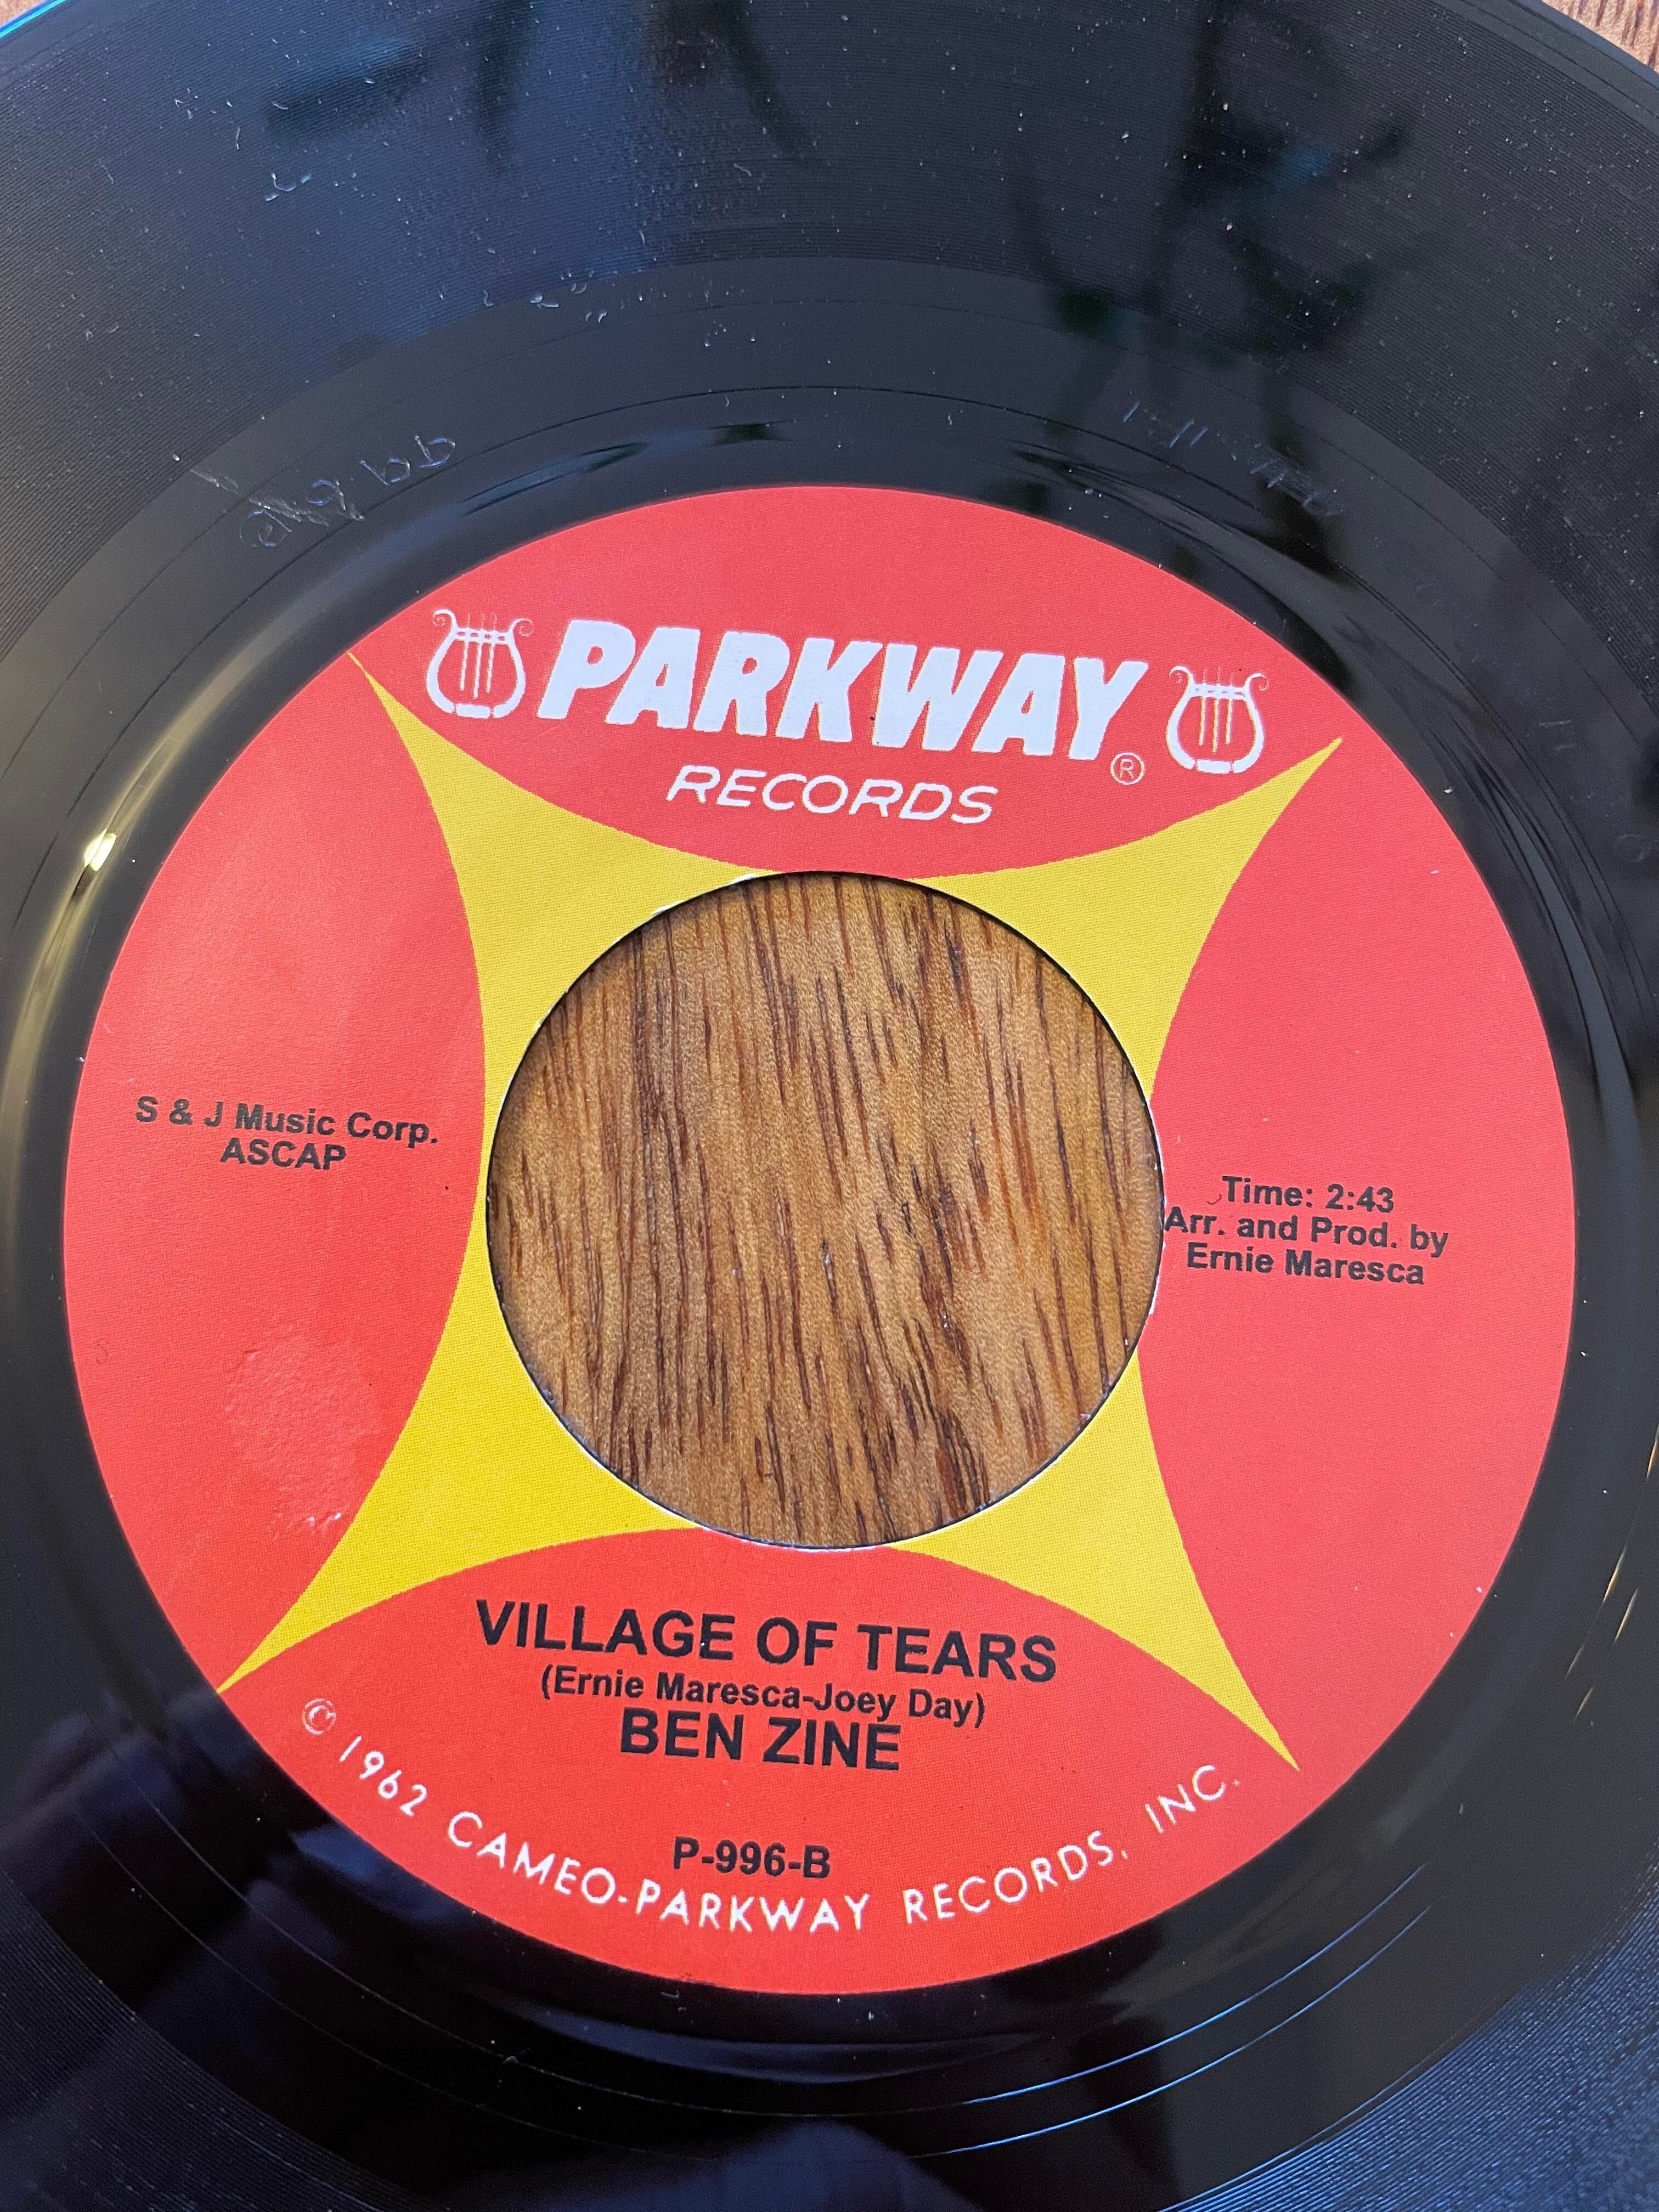 PARKWAY ®
RECORDS
S & J Music Corp.
ASCAP
Time: 2:43
Arr. and Prod. by
Ernie Maresca
VILLAGE OF TEARS
(Ernie Maresca-Joey Day)
BEN ZINE
P-996-B
© 1962 CAMEO-PARKWAY RECORDS, INC.